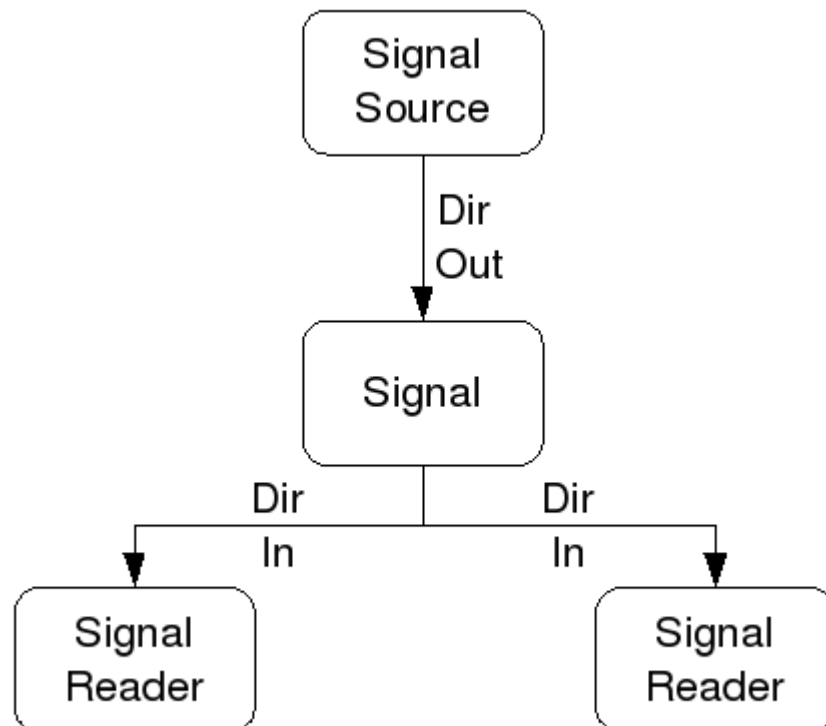 Signal
Source
Dir
Out
Signal
Dir
In
Dir
In
Signal
Reader
Signal
Reader